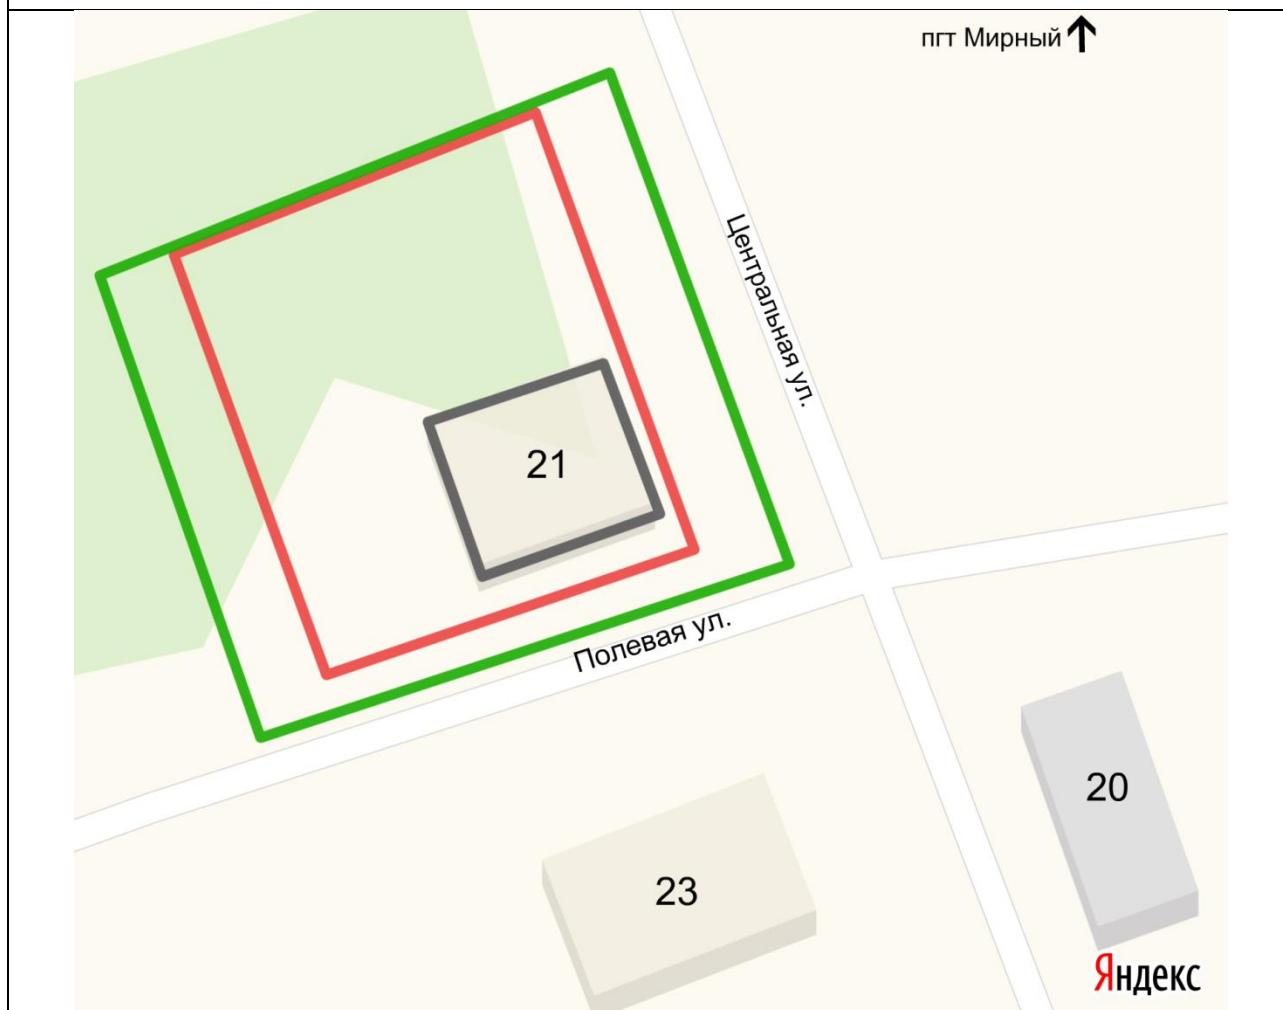 пгт Мирный
Центральная ул.
21
Полевая ул.
20
23
Яндекс